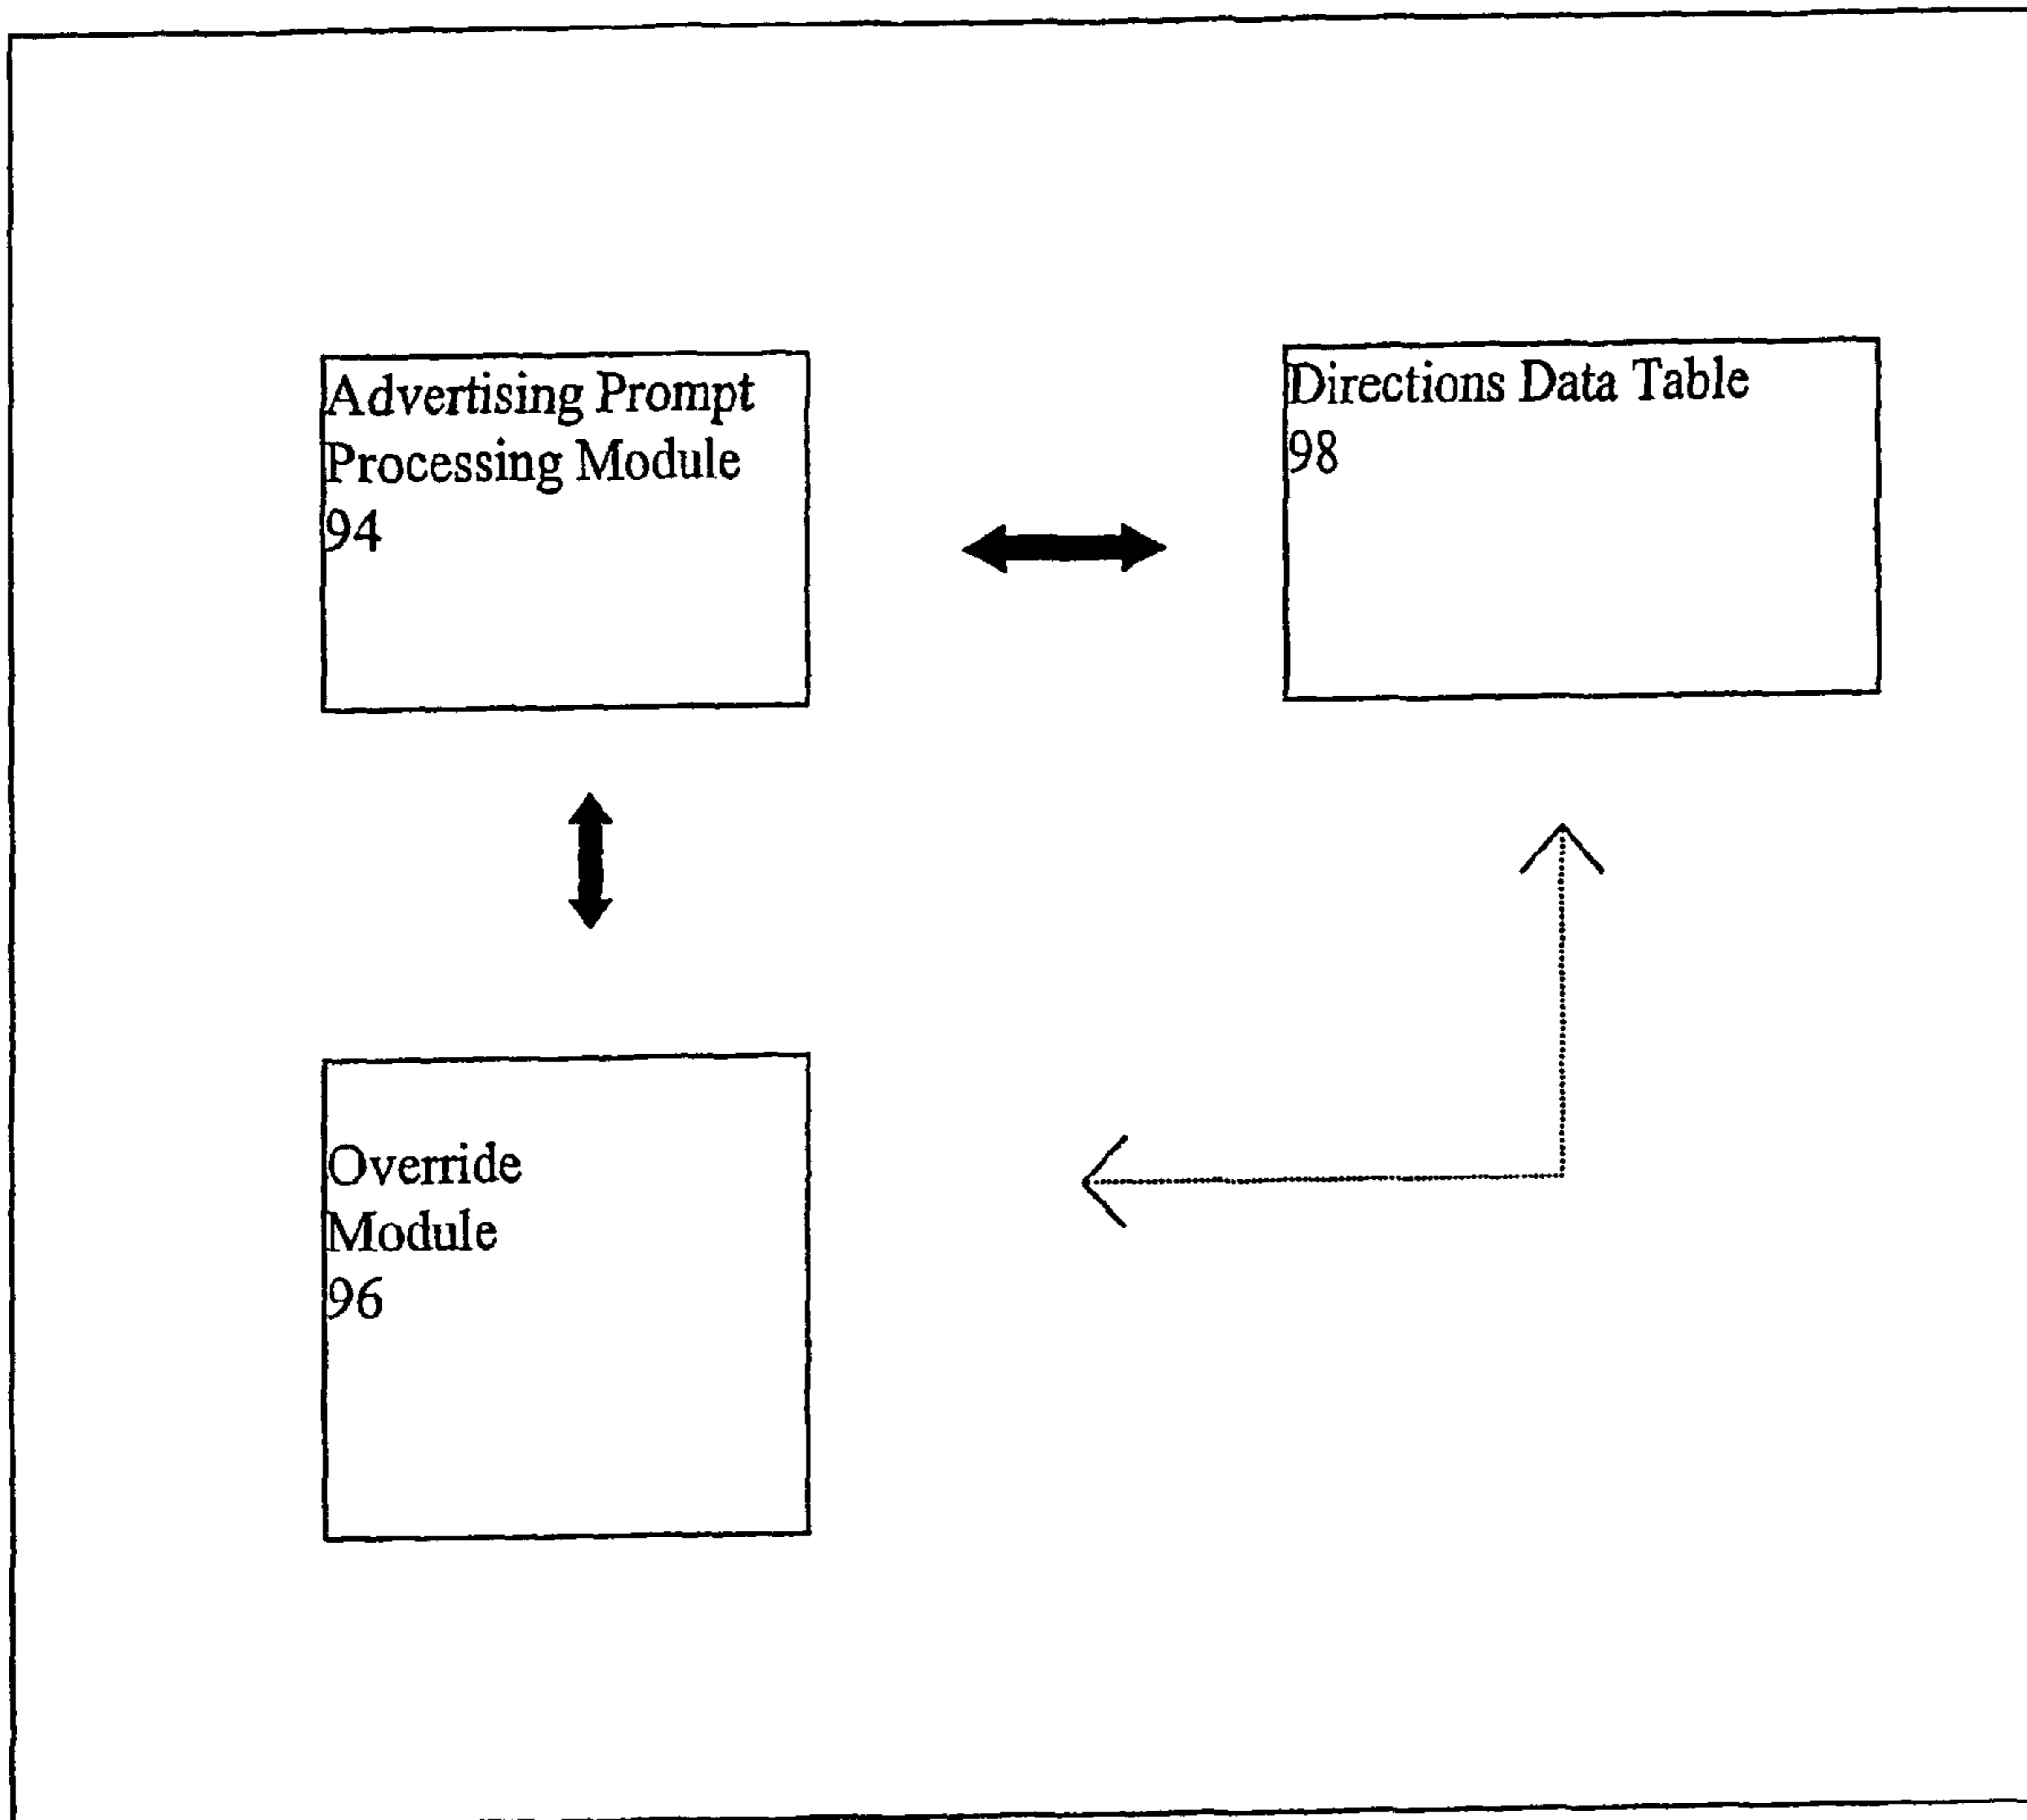 Advertising Prompt
Processing Module
94
Directions Data Table
98
Override
Module
96